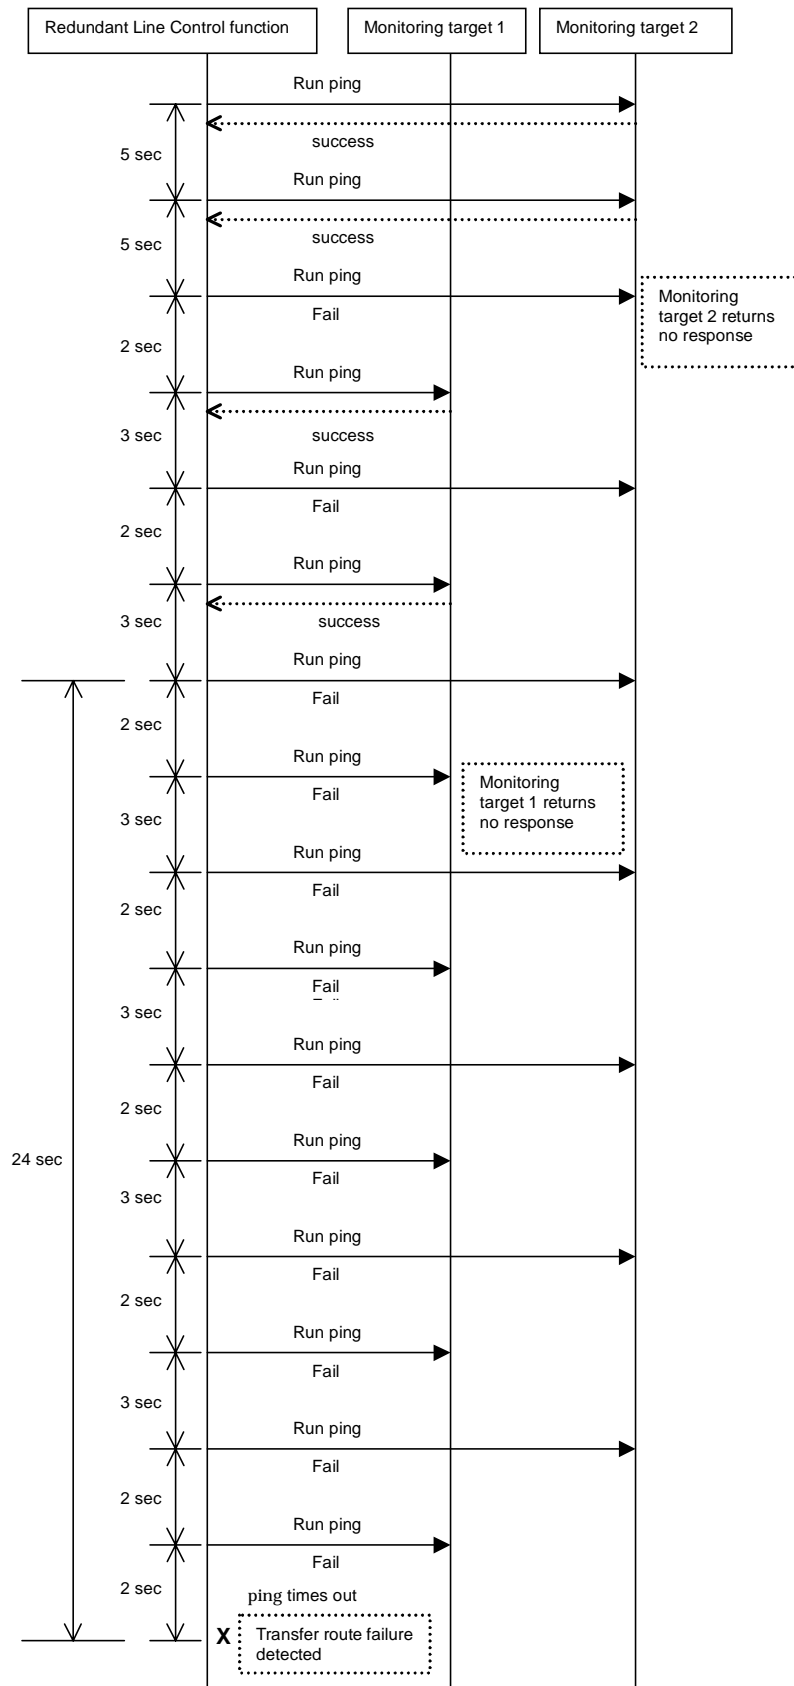 Redundant Line Control function
Monitoring target 1
Monitoring target 2
Run ping
success
5 sec
Run ping
success
5 sec
Run ping
Fail
Monitoring
target 2 returns
no response
2 sec
Run ping
success
3 sec
Run ping
Fail
2 sec
Run ping
success
3 sec
Run ping
Fail
2 sec
Run ping
Fail
Monitoring
target 1 returns
no response
3 sec
Run ping
Fail
2 sec
Run ping
Fail
3 sec
Run ping
Fail
2 sec
24 sec
Run ping
Fail
3 sec
Run ping
Fail
2 sec
Run ping
Fail
3 sec
Run ping
Fail
2 sec
Run ping
Fail
2 sec
ping times out
X
Transfer route failure
detected